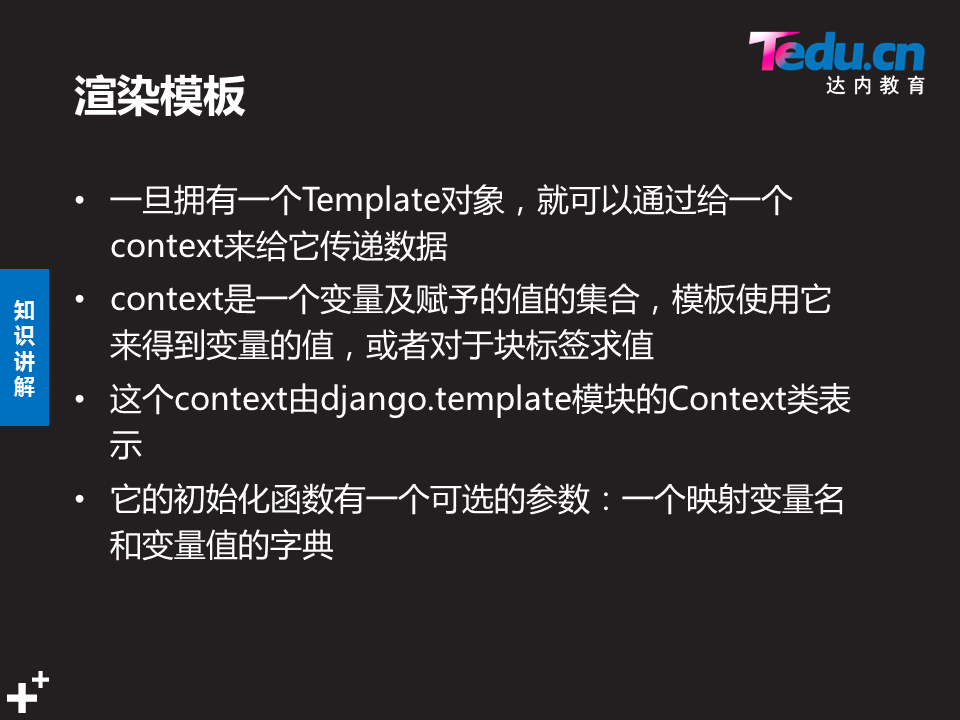 Tedu.cn
达内教育
渲染模板
• 一旦拥有一个Template对象，就可以通过给一个
context来给它传递数据
• context是一个变量及赋予的值的集合，模板使用它
来得到变量的值，或者对于块标签求值
• 这个context由django.template模块的Context类表
示
• 它的初始化函数有一个可选的参数：一个映射变量名
和变量值的字典
知
识
讲
解